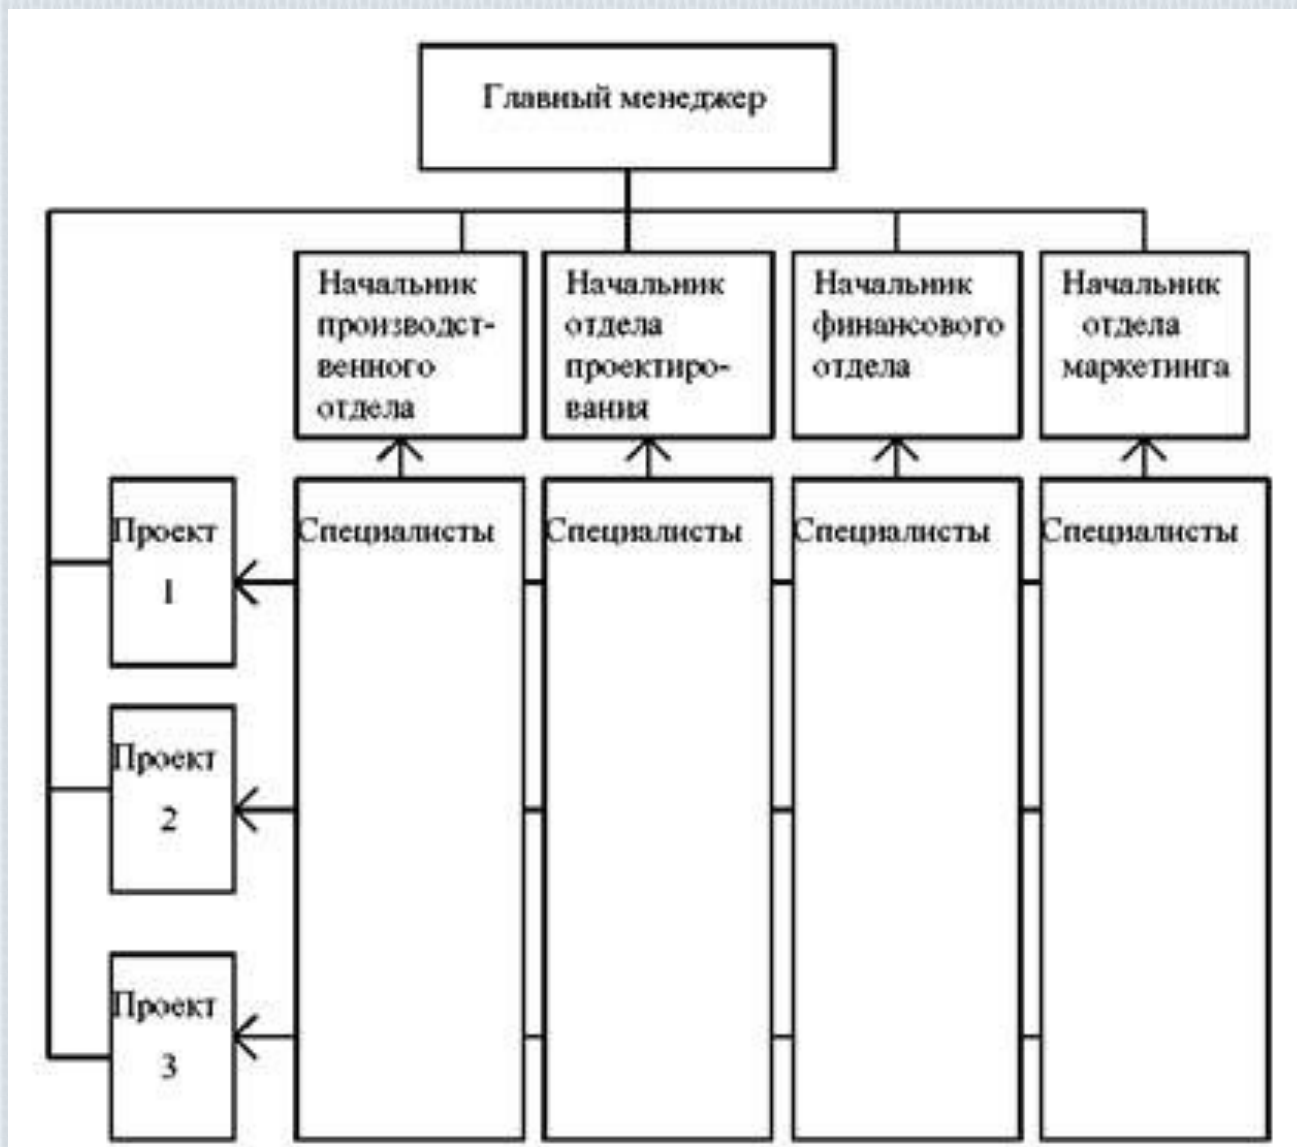 Главный менеджер
Начальник
производст-
венного
отдела
Начальник
отдела
проектиро-
вания
Начальник
финансового
отдела
Начальник
отдела
маркетинга
Проект
1
Специалисты
Специалисты
Специалисты
Специалисты
Проект
2
Проект
3